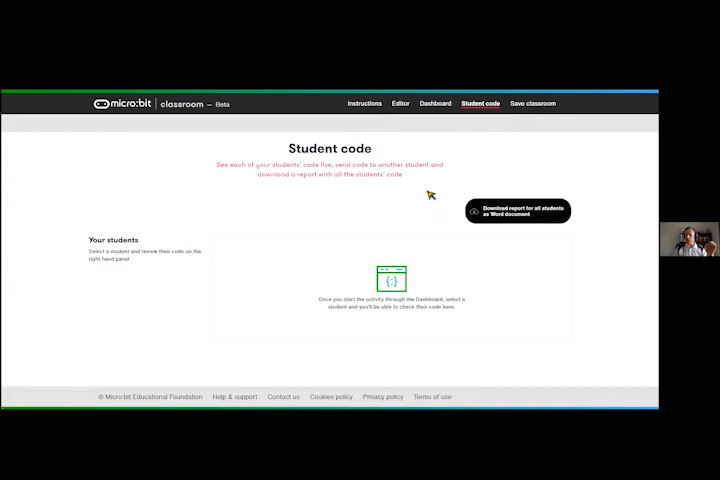 micro:bit classroom – Beta Instructions Editor Dashboard Student code Save classroom
Student code
See each of your students' code live, send code to another student and
download a report with all the students' code
Download report for all students
as Word document
Your students
Select a student and review their code on the
right hand panel
{:}
Once you start the activity through the Dashboard, select a
student and you'll be able to check their code here.
© Micro:bit Educational Foundation Help & support Contact us Cookies policy Privacy policy Terms of use